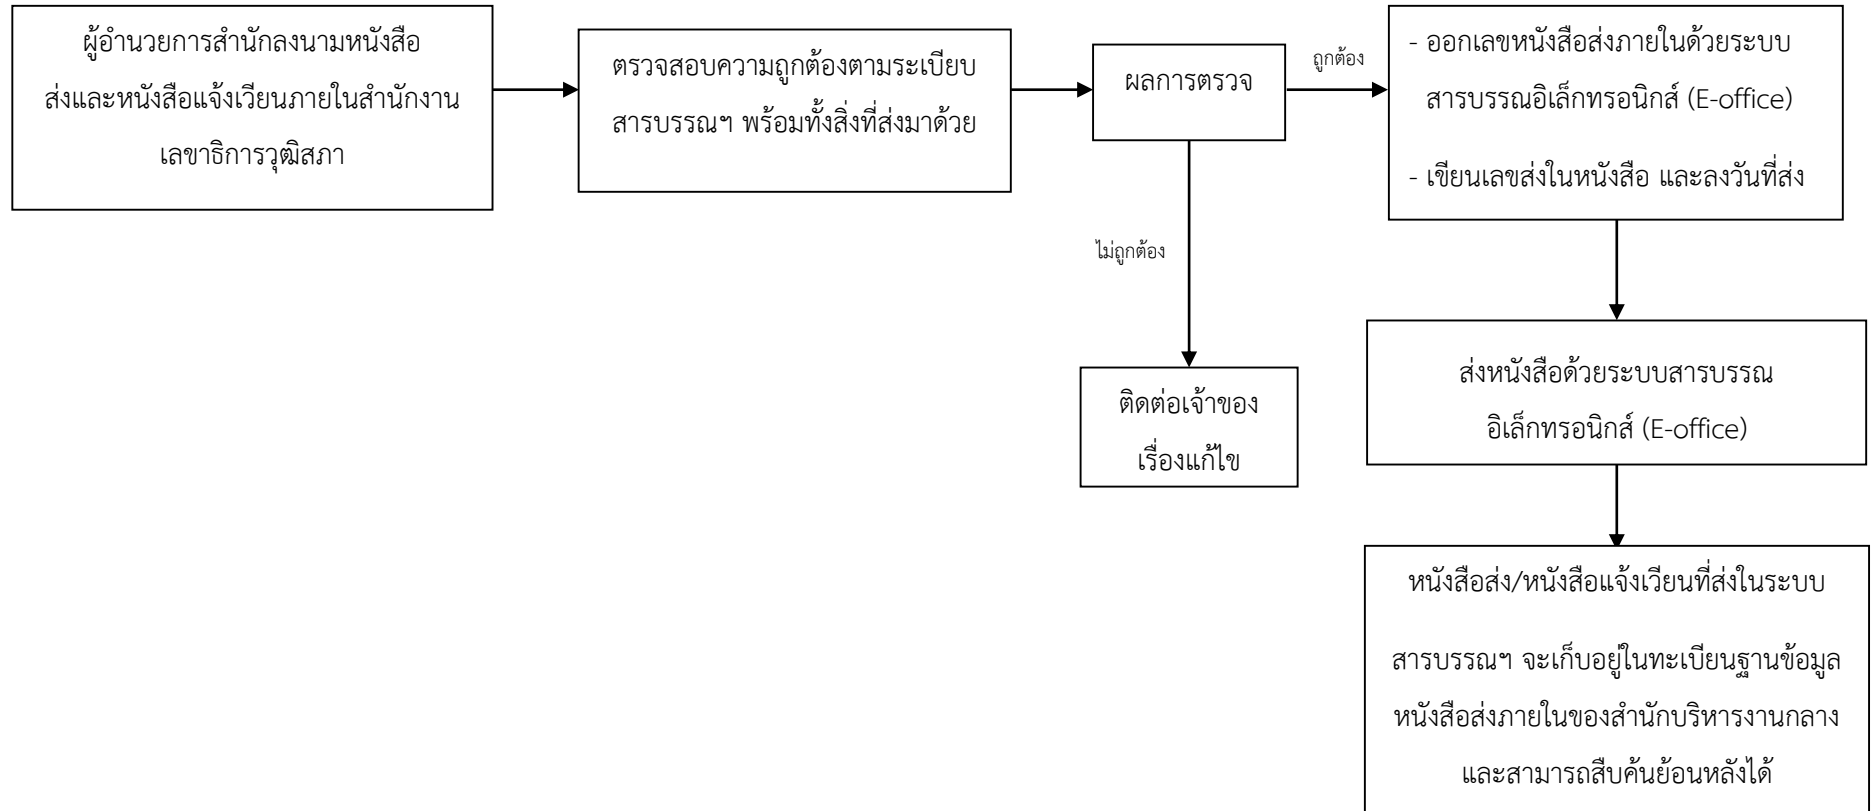 ผู้อำนวยการสำนักลงนามหนังสือ
ส่งและหนังสือแจ้งเวียนภายในสำนักงาน
เลขาธิการวุฒิสภา
ตรวจสอบความถูกต้องตามระเบียบ
สารบรรณฯ พร้อมทั้งสิ่งที่ส่งมาด้วย
ผลการตรวจ
ถูกต้อง
- ออกเลขหนังสือส่งภายในด้วยระบบ
สารบรรณอิเล็กทรอนิกส์ (E-office)
- เขียนเลขส่งในหนังสือ และลงวันที่ส่ง
ไม่ถูกต้อง
ติดต่อเจ้าของ
เรื่องแก้ไข
ส่งหนังสือด้วยระบบสารบรรณ
อิเล็กทรอนิกส์ (E-office)
หนังสือส่ง/หนังสือแจ้งเวียนที่ส่งในระบบ
สารบรรณฯ จะเก็บอยู่ในทะเบียนฐานข้อมูล
หนังสือส่งภายในของสำนักบริหารงานกลาง
และสามารถสืบค้นย้อนหลังได้